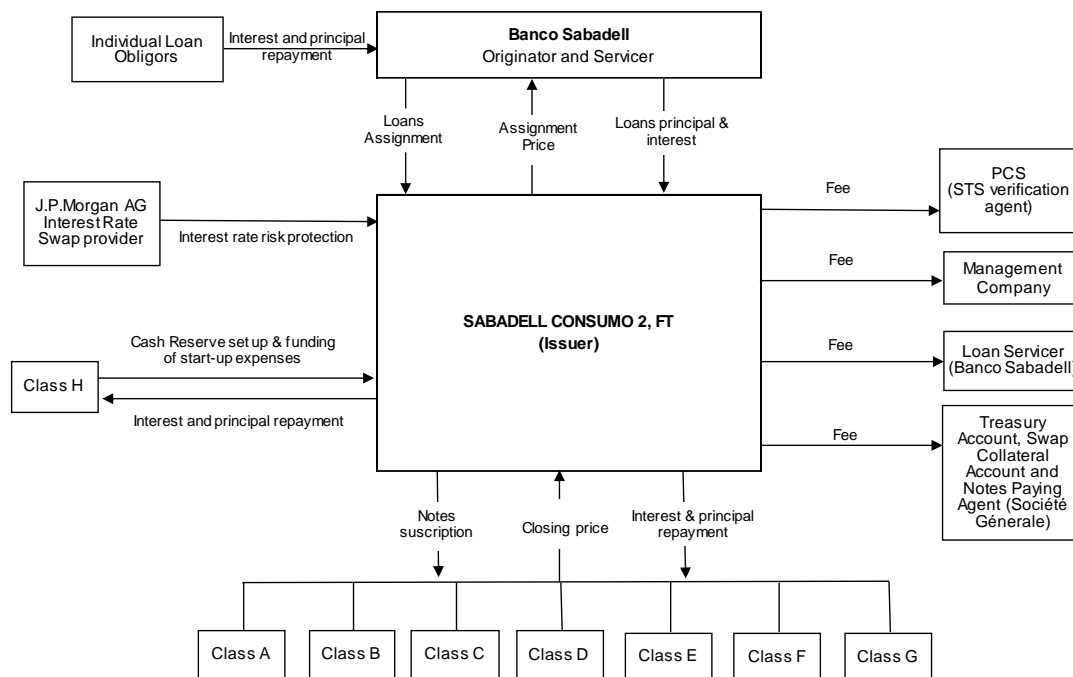 Individual Loan
Obligors
Interest and principal
repayment
Banco Sabadell
Originator and Servicer
Loans
Assignment
Assignment
Price
Loans principal &
interest
J.P.Morgan AG
Interest Rate
Swap provider
Interest rate risk protection
Fee
PCS
(STS verification
agent)
Fee
Management
Company
SABADELL CONSUMO 2, FT
(Issuer)
Cash Reserve set up & funding
of start-up expenses
Class H
Interest and principal repayment
Fee
Loan Servicer
(Banco Sabadell)
Fee
Treasury
Account, Swap
Collateral
Account and
Notes Paying
Agent (Société
Génerale)
Notes
suscription
Closing price
Interest & principal
repayment
Class A
Class B
Class C
Class D
Class E
Class F
Class G